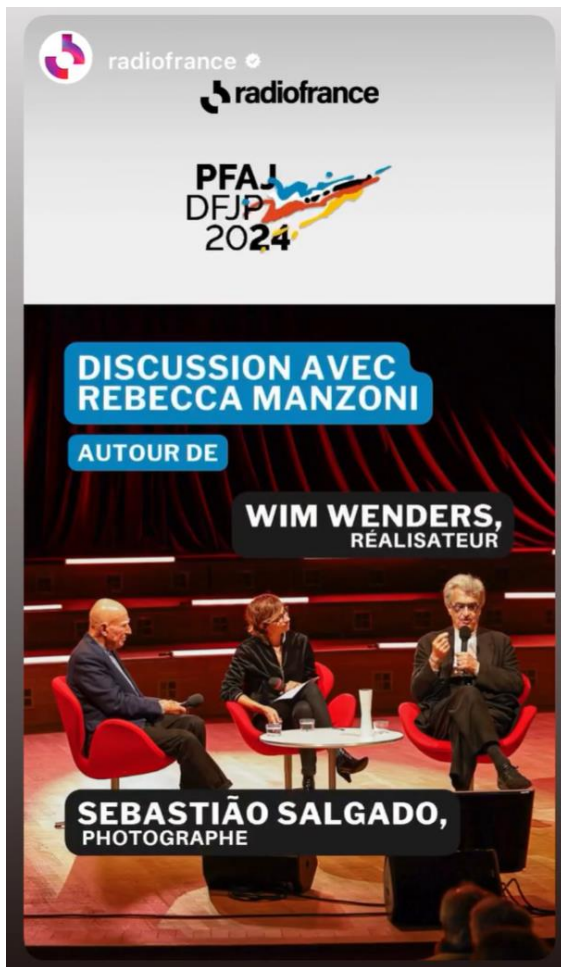 radiofrance
radiofrance
PFAJ
DFJP
2024
DISCUSSION AVEC
REBECCA MANZONI
AUTOUR DE
WIM WENDERS,
RÉALISATEUR
SEBASTIÃO SALGADO,
PHOTOGRAPHE